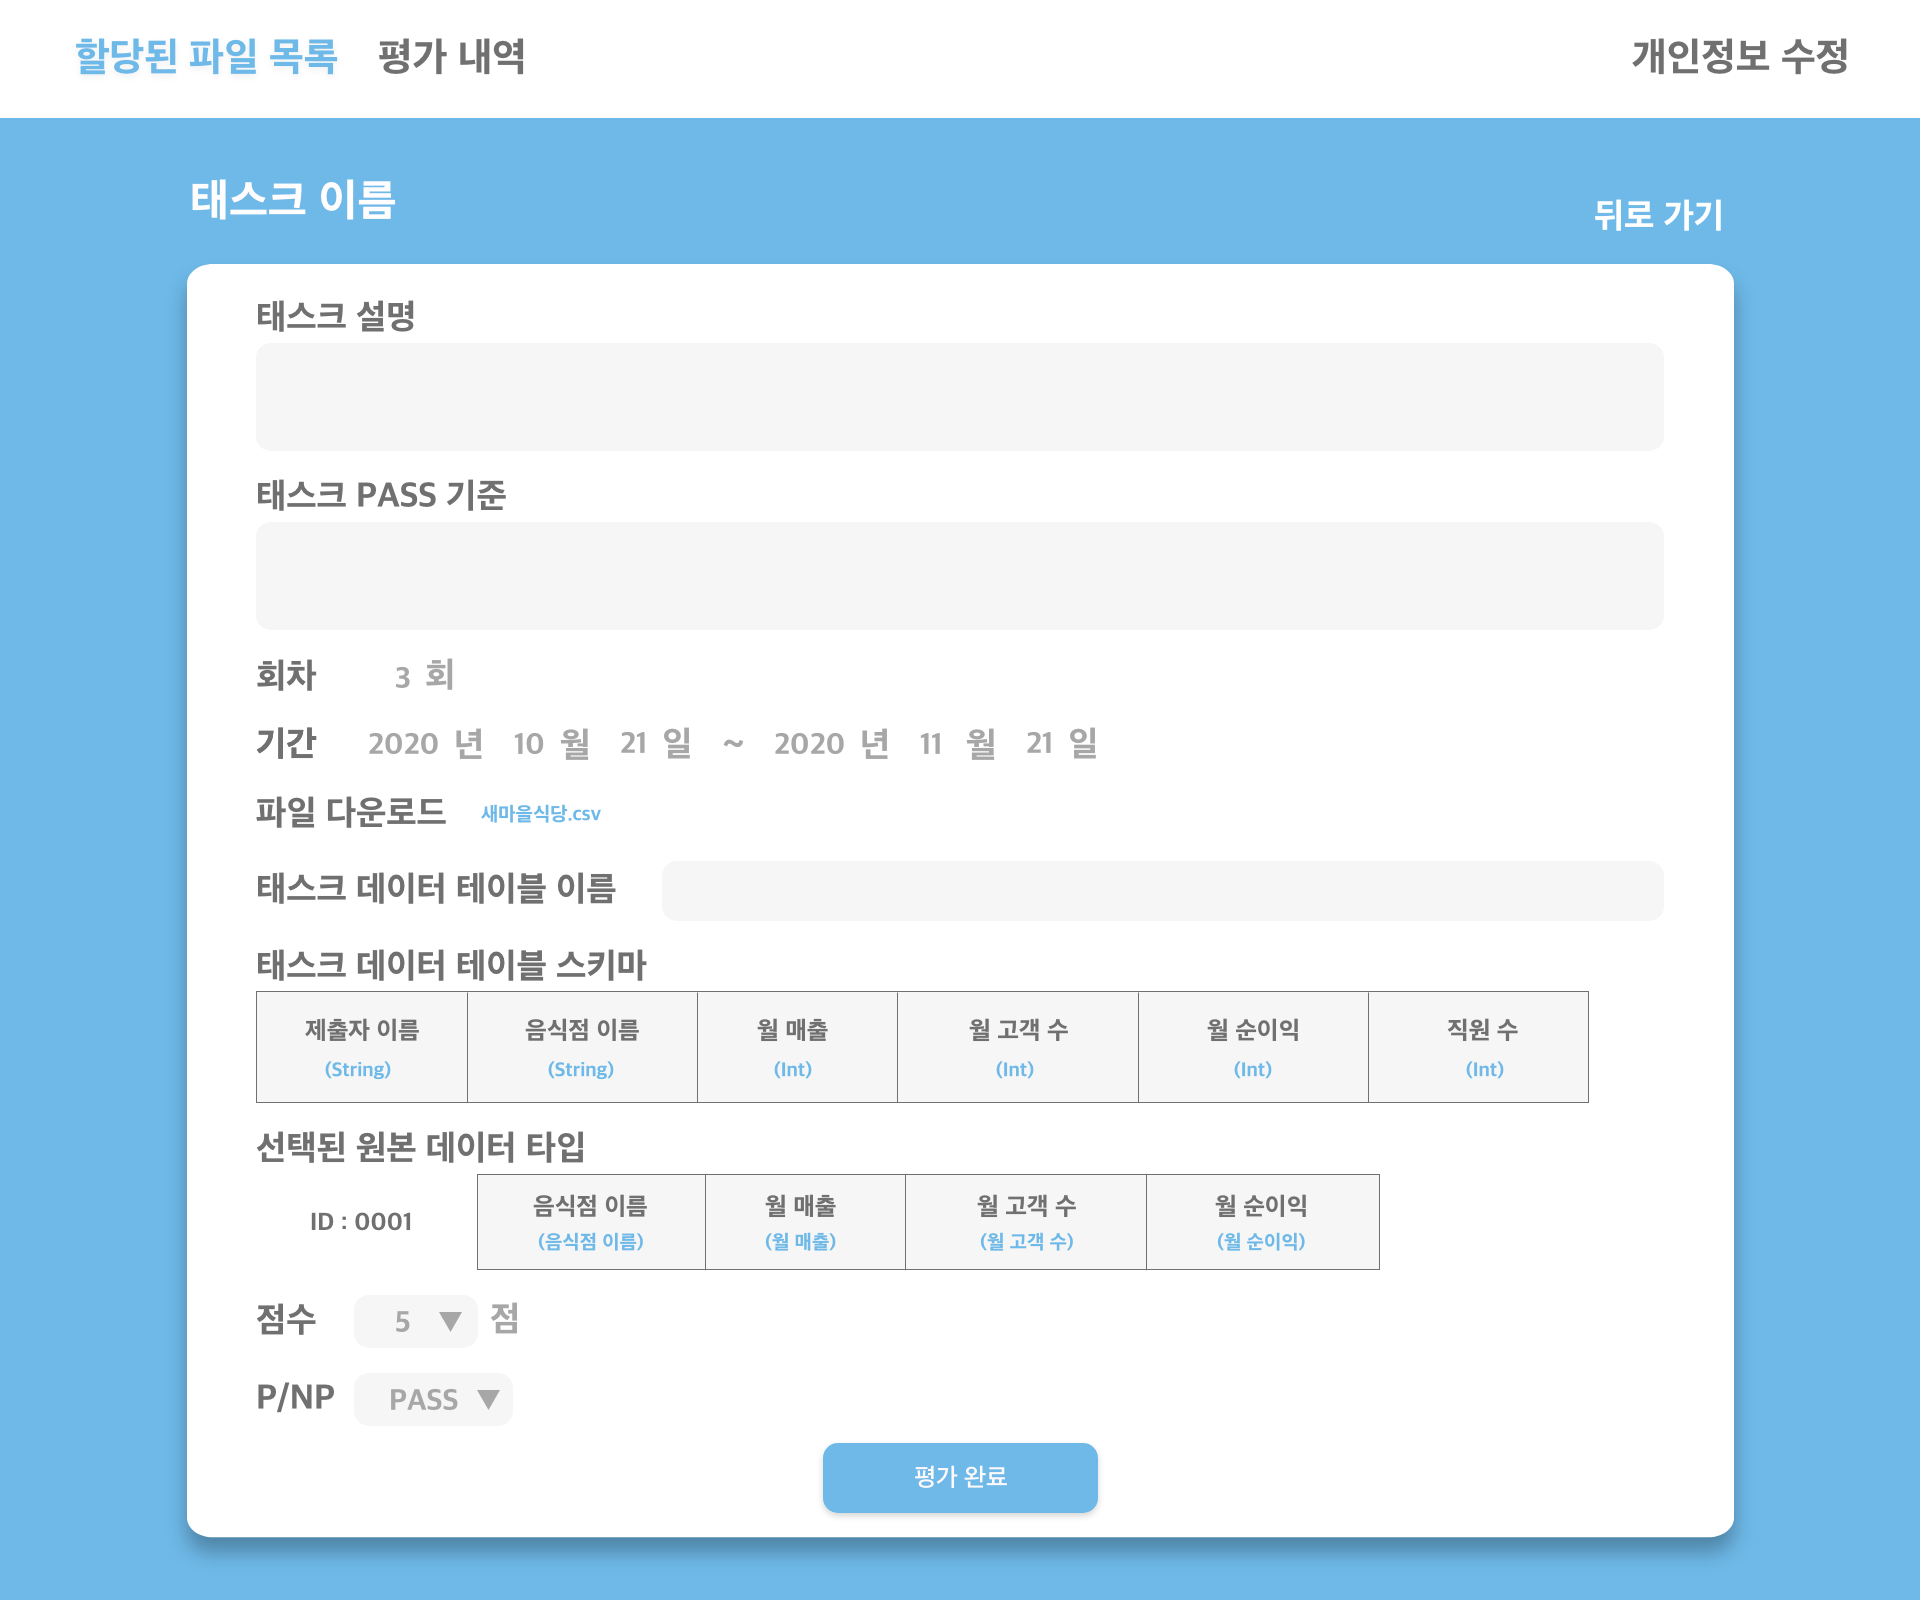 할당된 파일 목록 평가 내역 개인정보 수정
태스크 이름
뒤로 가기
태스크 설명
태스크 PASS 기준
회차 3 회
기간 2020 년 10 월 21 일 ~ 2020 년 11 월 21 일
파일 다운로드 새마을식당.csv
태스크 데이터 테이블 이름
태스크 데이터 테이블 스키마
제출자 이름 음식점 이름 월 매출 월 고객 수 월 순이익 직원 수
(String) (String) (Int) (Int) (Int) (Int)
선택된 원본 데이터 타입
음식점 이름 월 매출 월 고객 수 월 순이익
ID : 0001
(음식점 이름) (월 매출) (월 고객 수) (월 순이익)
점수 5 ▼ 점
P/NP PASS ▼
평가 완료